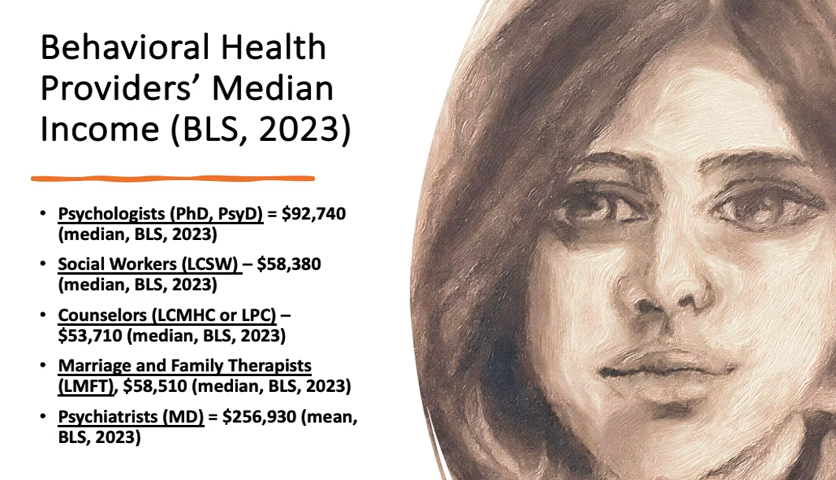 Behavioral Health
Providers’ Median
Income (BLS, 2023)
• Psychologists (PhD, PsyD) = $92,740
(median, BLS, 2023)
• Social Workers (LCSW) – $58,380
(median, BLS, 2023)
• Counselors (LCMHC or LPC) –
$53,710 (median, BLS, 2023)
• Marriage and Family Therapists
(LMFT), $58,510 (median, BLS, 2023)
• Psychiatrists (MD) = $256,930 (mean,
BLS, 2023)